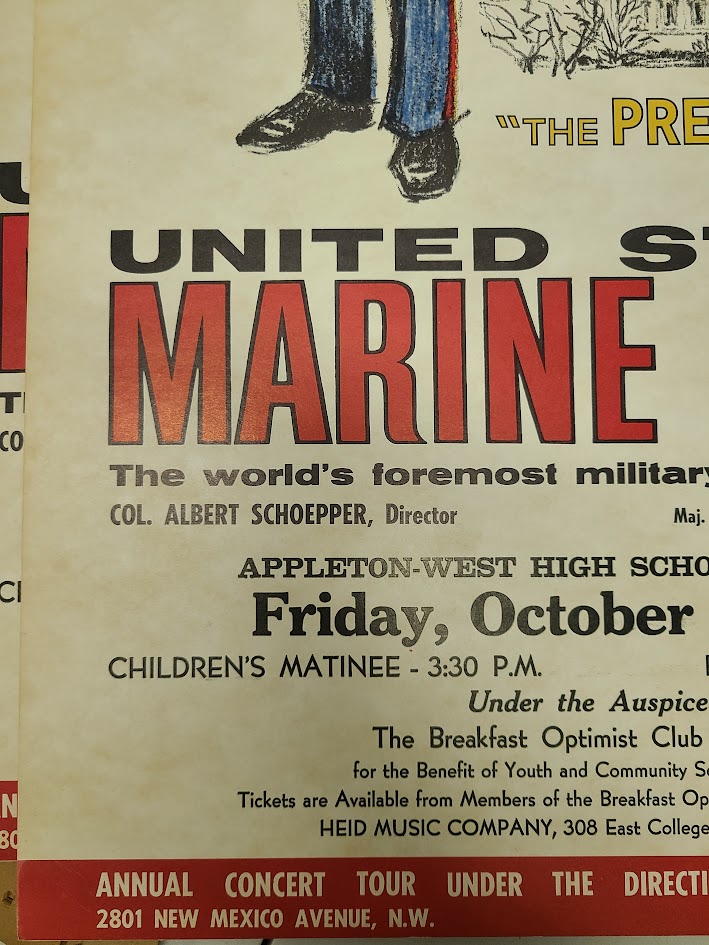 "THE PRE
UNITED ST
MARINE
The world's foremost military
COL. ALBERT SCHOEPPER, Director
Maj.
APPLETON-WEST HIGH SCHO
Friday, October
CHILDREN'S MATINEE - 3:30 P.M.
Under the Auspice
The Breakfast Optimist Club
for the Benefit of Youth and Community Se
Tickets are Available from Members of the Breakfast Op
HEID MUSIC COMPANY, 308 East College
ANNUAL CONCERT TOUR UNDER THE DIRECTI
2801 NEW MEXICO AVENUE, N.W.